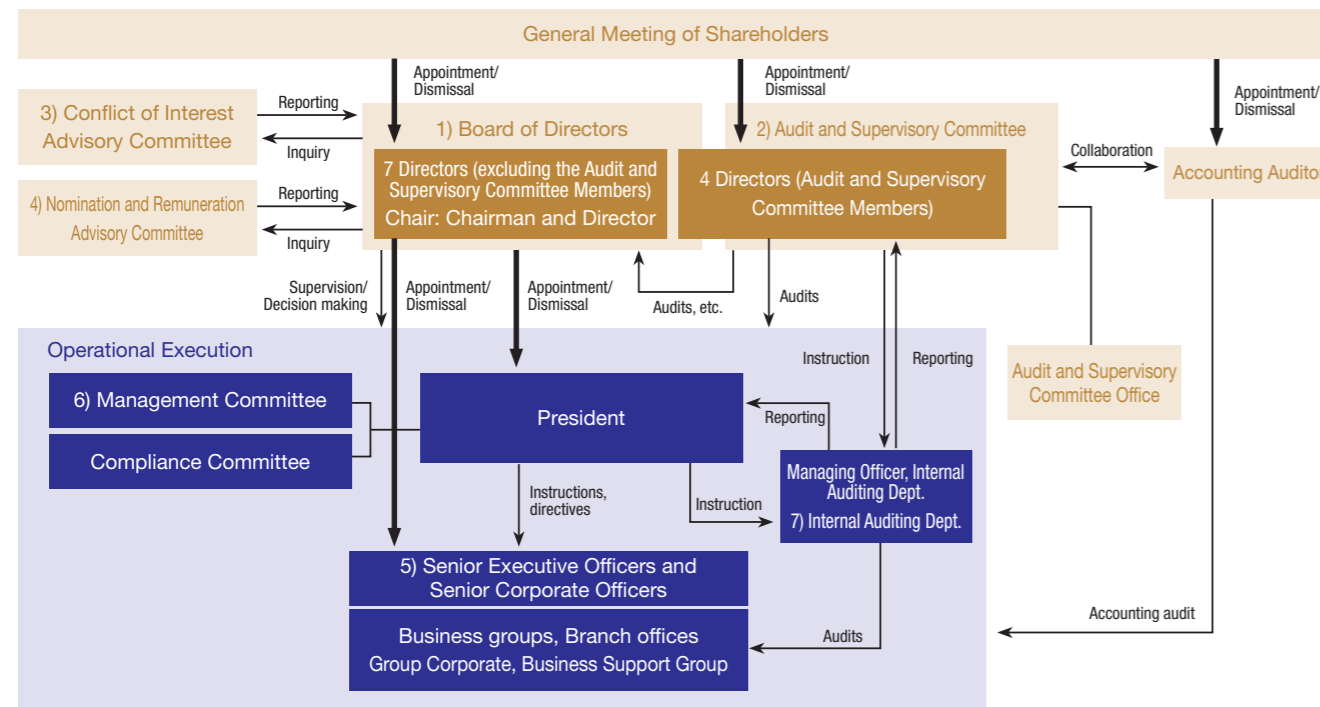 General Meeting of Shareholders
Appointment/
Dismissal
Appointment/
Dismissal
Appointment/
Dismissal
3) Conflict of Interest
Advisory Committee
Reporting
Inquiry
1) Board of Directors
7 Directors (excluding the Audit and
Supervisory Committee Members)
Chair: Chairman and Director
2) Audit and Supervisory Committee
4 Directors (Audit and Supervisory
Committee Members)
Collaboration
Accounting Auditor
4) Nomination and Remuneration
Advisory Committee
Reporting
Inquiry
Supervision/
Decision making
Appointment/
Dismissal
Appointment/
Dismissal
Audits, etc.
Audits
Instruction
Reporting
Audit and Supervisory
Committee Office
Operational Execution
6) Management Committee
Compliance Committee
President
Reporting
Managing Officer, Internal
Auditing Dept.
7) Internal Auditing Dept.
Instructions,
directives
Instruction
5) Senior Executive Officers and
Senior Corporate Officers
Business groups, Branch offices
Group Corporate, Business Support Group
Audits
Accounting audit